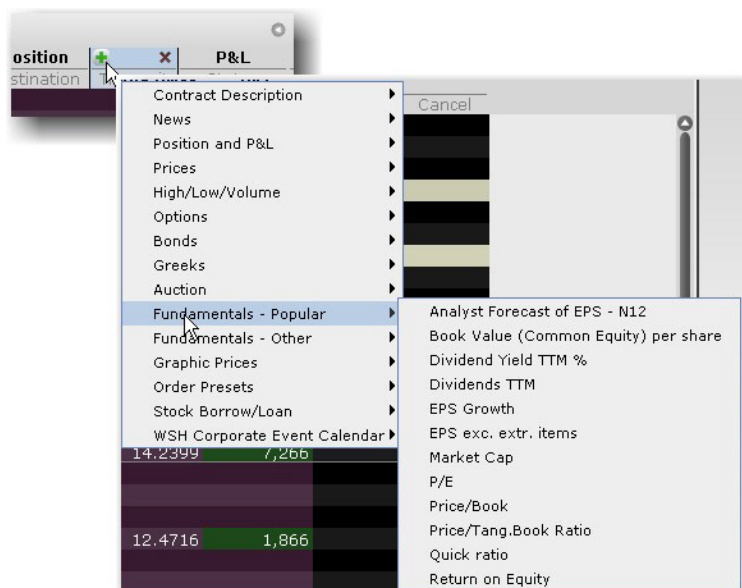 osition P&L
stination
Cancel
Contract Description
News
Position and P&L
Prices
High/Low/Volume
Options
Bonds
Greeks
Auction
Fundamentals - Popular
Fundamentals - Other
Graphic Prices
Order Presets
Stock Borrow/Loan
WSH Corporate Event Calendar
Analyst Forecast of EPS - N12
Book Value (Common Equity) per share
Dividend Yield TTM %
Dividends TTM
EPS Growth
EPS exc. extr. items
Market Cap
P/E
Price/Book
Price/Tang.Book Ratio
Quick ratio
Return on Equity
14.2399 7,266
12.4716 1,866